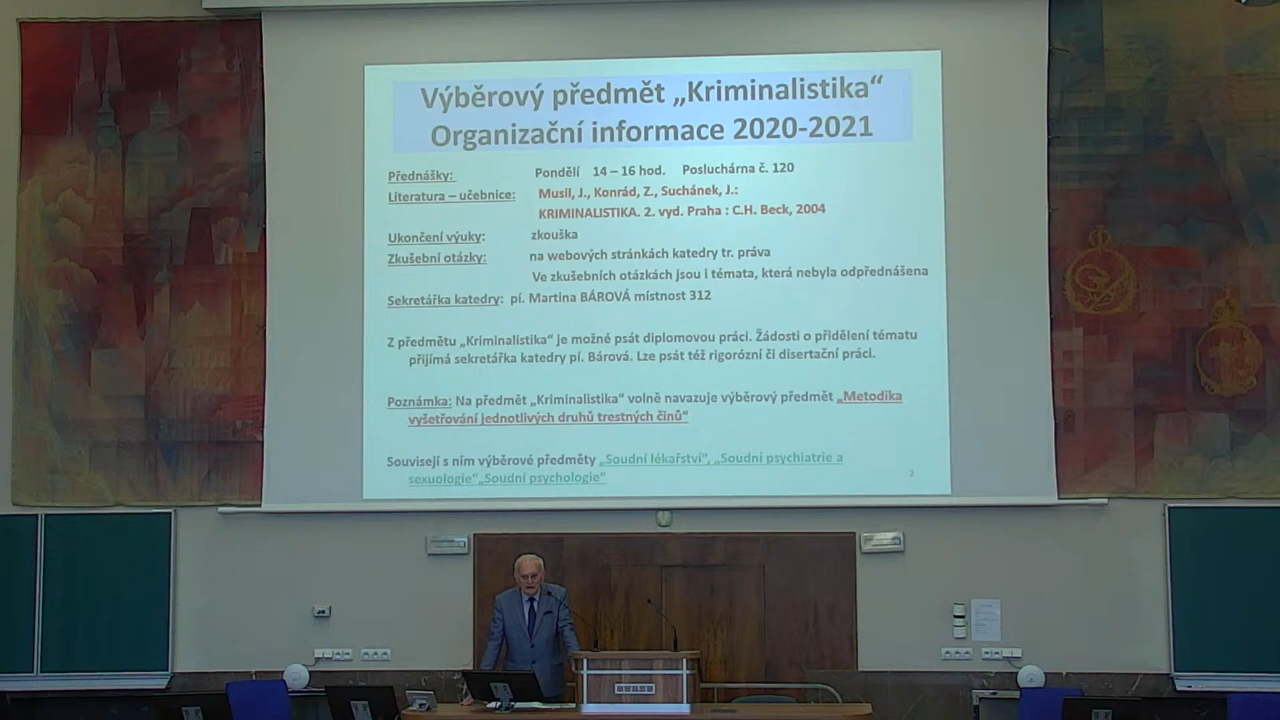 Výběrový předmět „Kriminalistika“
Organizační informace 2020-2021
Přednášky: Pondělí 14 – 16 hod. Posluchárna č. 120
Literatura – učebnice: Musil, J., Konrád, Z., Suchánek, J.:
KRIMINALISTIKA. 2. vyd. Praha : C.H. Beck, 2004
Ukončení výuky: zkouška
Zkušební otázky: na webových stránkách katedry tr. práva
Ve zkušebních otázkách jsou i témata, která nebyla odpřednášena
Sekretářka katedry: pí. Martina BÁROVÁ místnost 312
Z předmětu „Kriminalistika“ je možné psát diplomovou práci. Žádosti o přidělení tématu
přijímá sekretářka katedry pí. Bárová. Lze psát též rigorózní či disertační práci.
Poznámka: Na předmět „Kriminalistika“ volně navazuje výběrový předmět „Metodika
vyšetřování jednotlivých druhů trestných činů“
Souvisejí s ním výběrové předměty „Soudní lékařství“, „Soudní psychiatrie a
sexuologie“„Soudní psychologie“
2